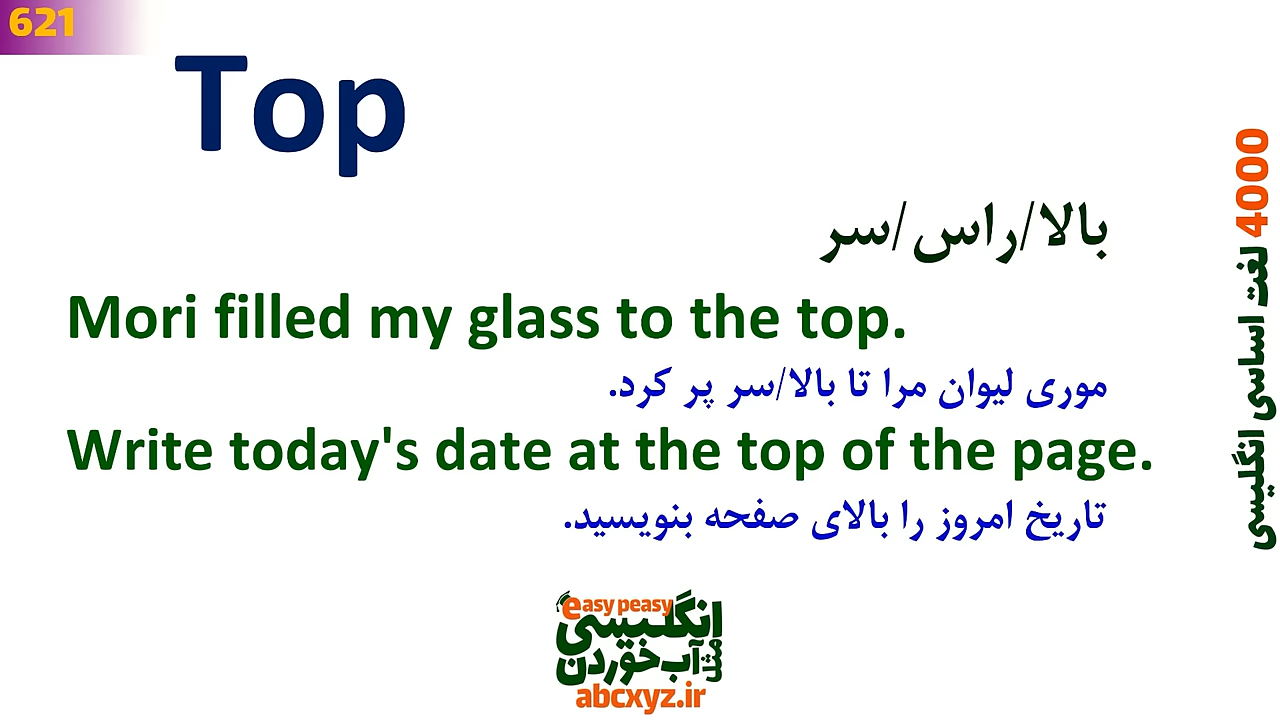 621
Top
بالا/راس/سر
Mori filled my glass to the top.
موری لیوان مرا تا بالا/سر پر کرد.
Write today's date at the top of the page.
تاریخ امروز را بالای صفحه بنویسید.
4000 لغت اساسی انگلیسی
easy peasy
انگلیسی
مثل آب خوردن
abcxyz.ir